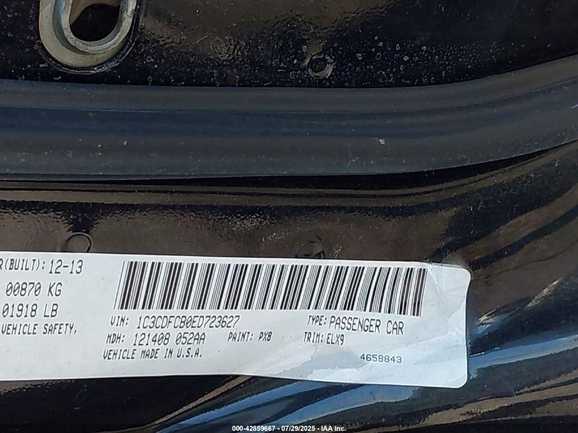 R(BUILT): 12-13
00870 KG
01918 LB
VEHICLE SAFETY,
VIN: 1C3CDFCB0ED723627
TYPE: PASSENGER CAR
MDH: 121408 052AA
PAINT: PX8
TRIM: ELX9
VEHICLE MADE IN U.S.A.
4658843
000-42859667 - 07/29/2025 - IAA Inc.